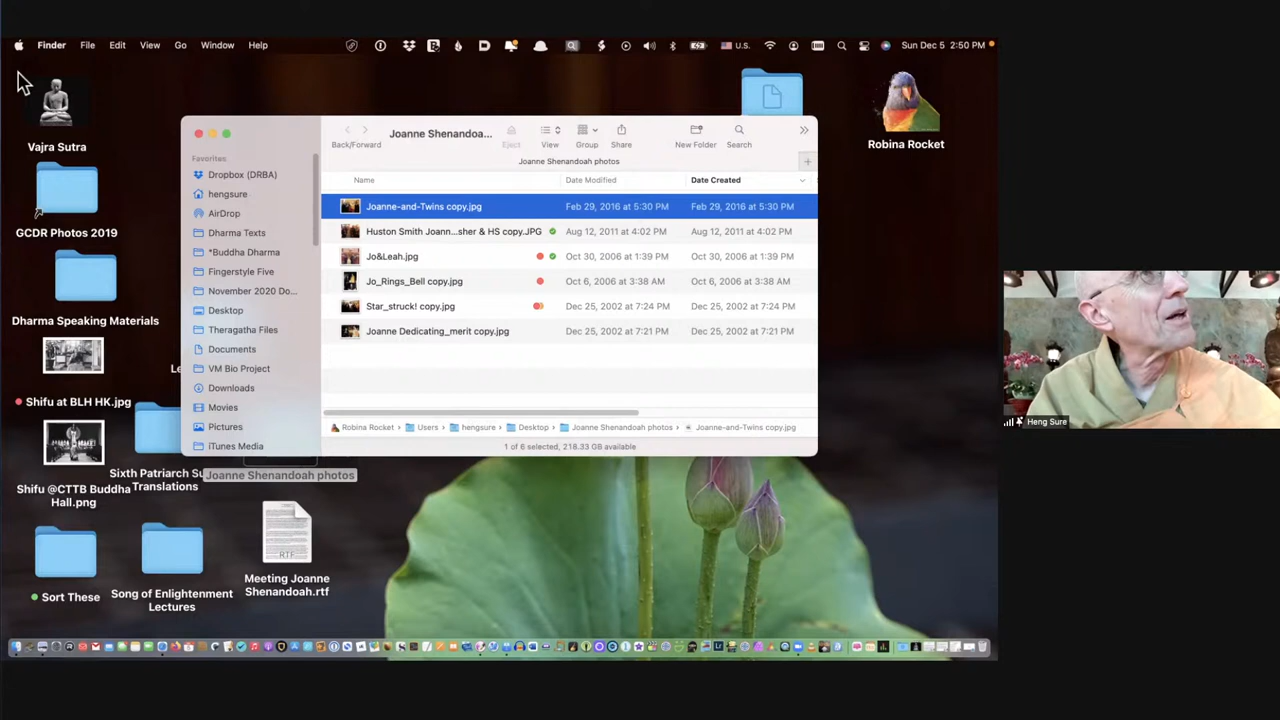 Finder File Edit View Go Window Help U.S. Sun Dec 5 2:50 PM
Vajra Sutra
GCDR Photos 2019
Dharma Speaking Materials
Shifu at BLH HK.jpg
Shifu @CTTB Buddha
Hall.png
Sort These
Sixth Patriarch Su
Translations
Song of Enlightenment
Lectures
Joanne Shenandoah photos
RTF
Meeting Joanne
Shenandoah.rtf
Robina Rocket
Favorites
Dropbox (DRBA)
hengsure
AirDrop
Dharma Texts
*Buddha Dharma
Fingerstyle Five
November 2020 Do...
Desktop
Theragatha Files
Documents
VM Bio Project
Downloads
Movies
Pictures
iTunes Media
Joanne Shenandoa...
Back/Forward Eject View Group Share New Folder Search
Joanne Shenandoah photos
Name Date Modified Date Created
Joanne-and-Twins copy.jpg Feb 29, 2016 at 5:30 PM Feb 29, 2016 at 5:30 PM
Huston Smith Joann...sher & HS copy.JPG Aug 12, 2011 at 4:02 PM Aug 12, 2011 at 4:02 PM
Jo&Leah.jpg Oct 30, 2006 at 1:39 PM Oct 30, 2006 at 1:39 PM
Jo_Rings_Bell copy.jpg Oct 6, 2006 at 3:38 AM Oct 6, 2006 at 3:38 AM
Star_struck! copy.jpg Dec 25, 2002 at 7:24 PM Dec 25, 2002 at 7:24 PM
Joanne Dedicating_merit copy.jpg Dec 25, 2002 at 7:21 PM Dec 25, 2002 at 7:21 PM
Robina Rocket Users hengsure Desktop Joanne Shenandoah photos Joanne-and-Twins copy.jpg
1 of 6 selected, 218.33 GB available
Heng Sure